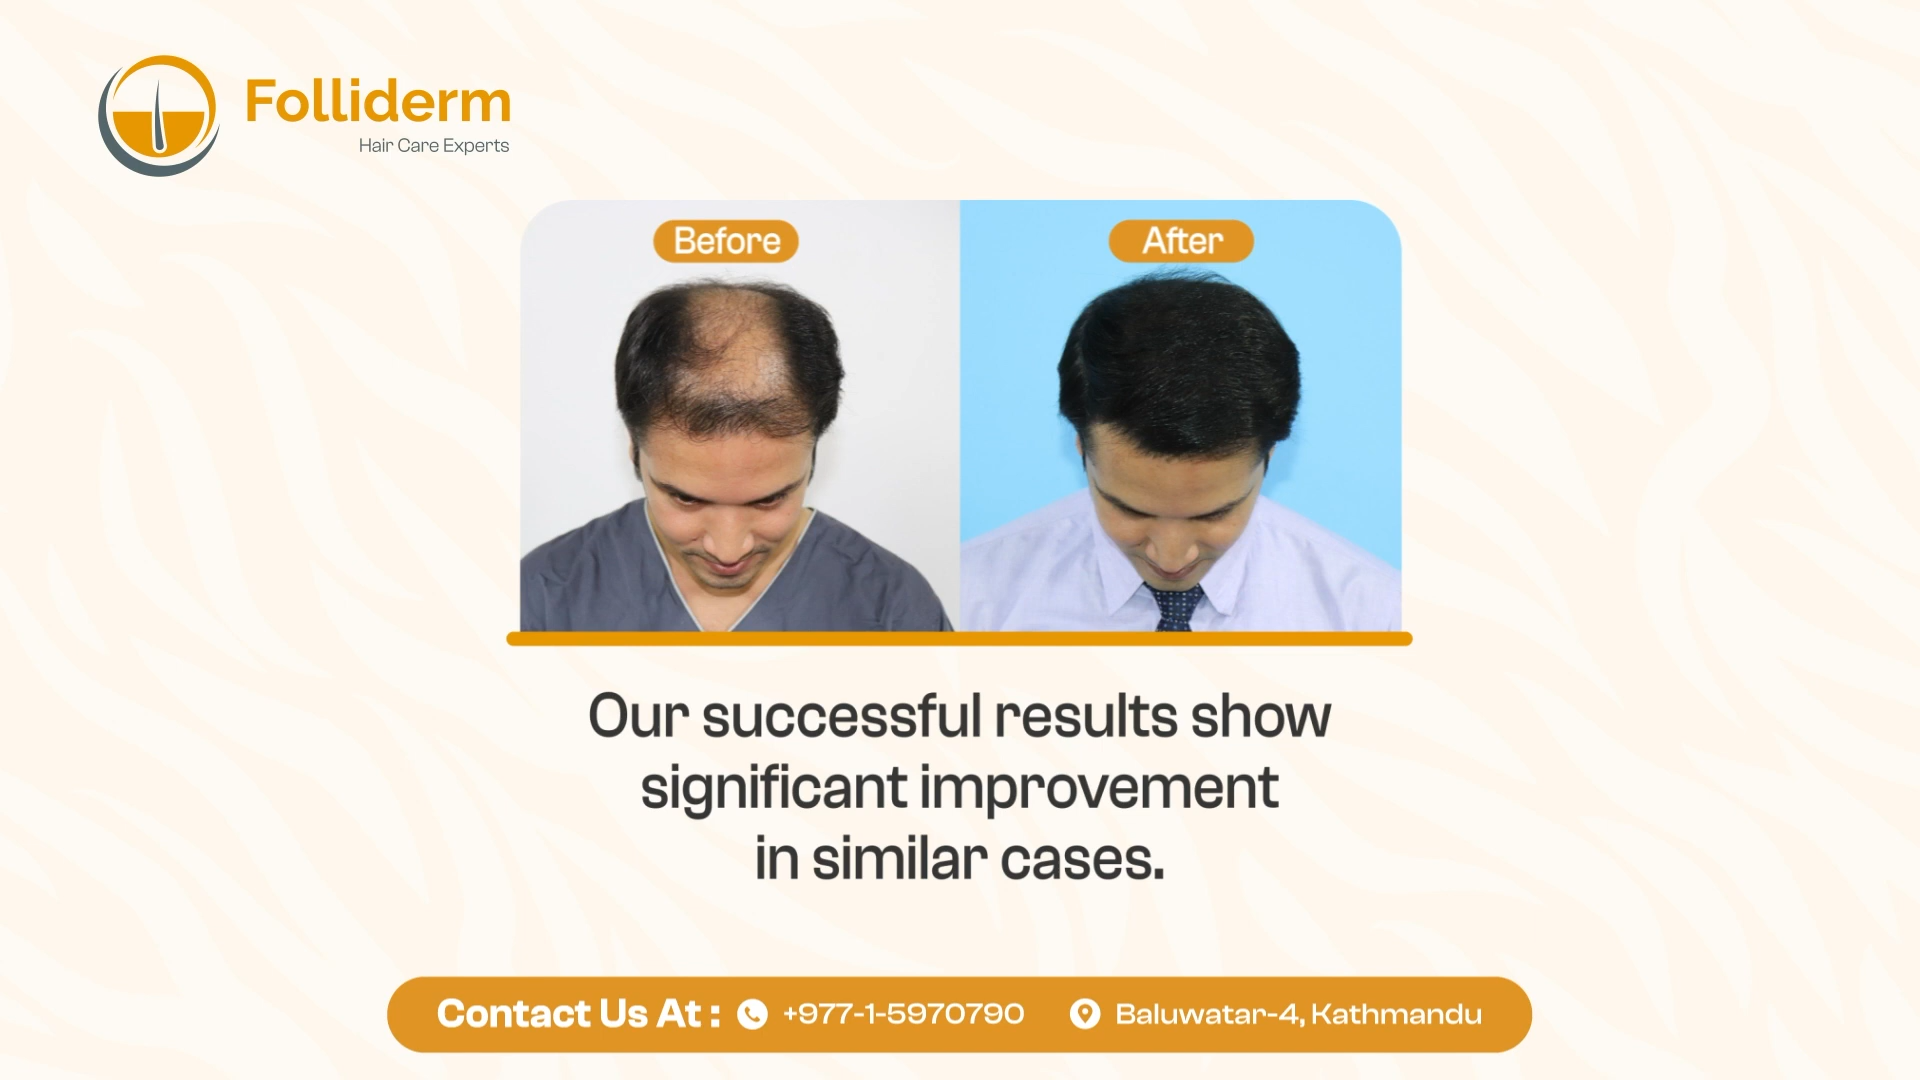 Folliderm
Hair Care Experts
Before
After
Our successful results show
significant improvement
in similar cases.
Contact Us At : +977-1-5970790 Baluwatar-4, Kathmandu